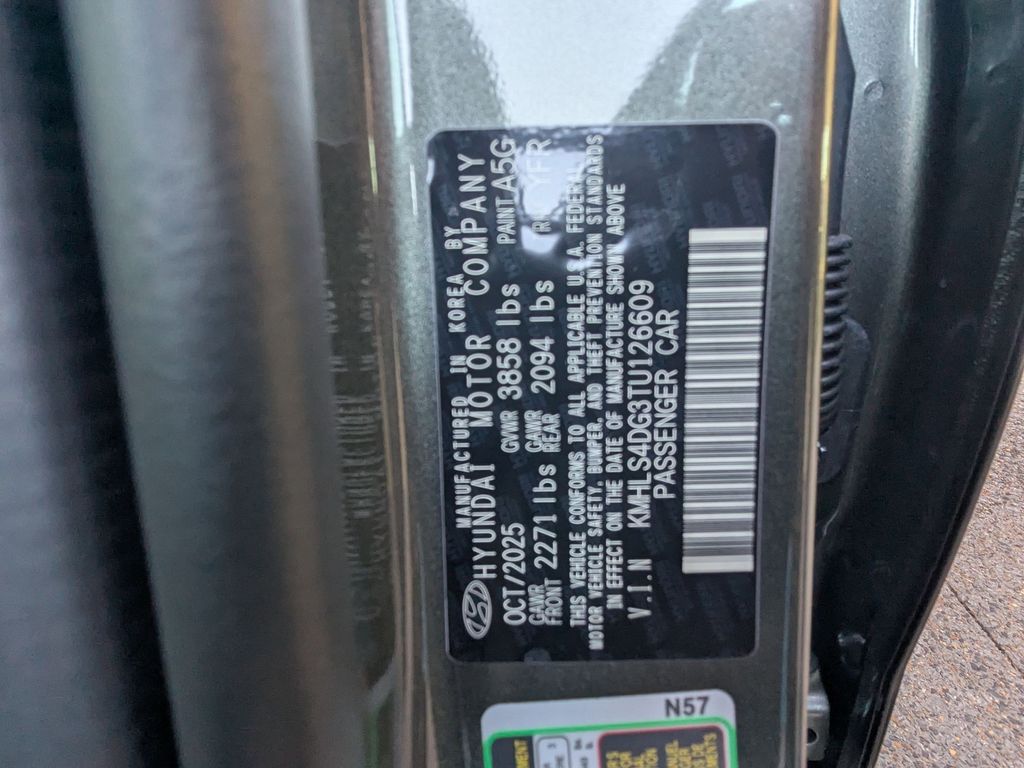 MANUFACTURED IN KOREA BY
HYUNDAI MOTOR COMPANY
OCT/2025 GVWR 3858 lbs PAINT A5G
GAWR FRONT 2271 lbs GAWR REAR 2094 lbs YFR
THIS VEHICLE CONFORMS TO ALL APPLICABLE U.S.A. FEDERAL
MOTOR VEHICLE SAFETY, BUMPER, AND THEFT PREVENTION STANDARDS
IN EFFECT ON THE DATE OF MANUFACTURE SHOWN ABOVE
V.I.N KMHLS4DG3TU126609
PASSENGER CAR
N57